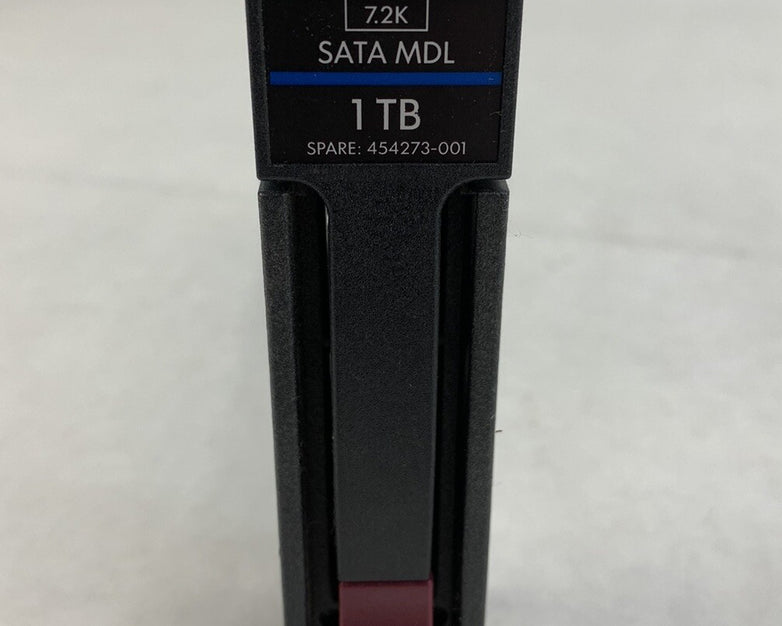 7.2K
SATA MDL
1 TB
SPARE: 454273-001